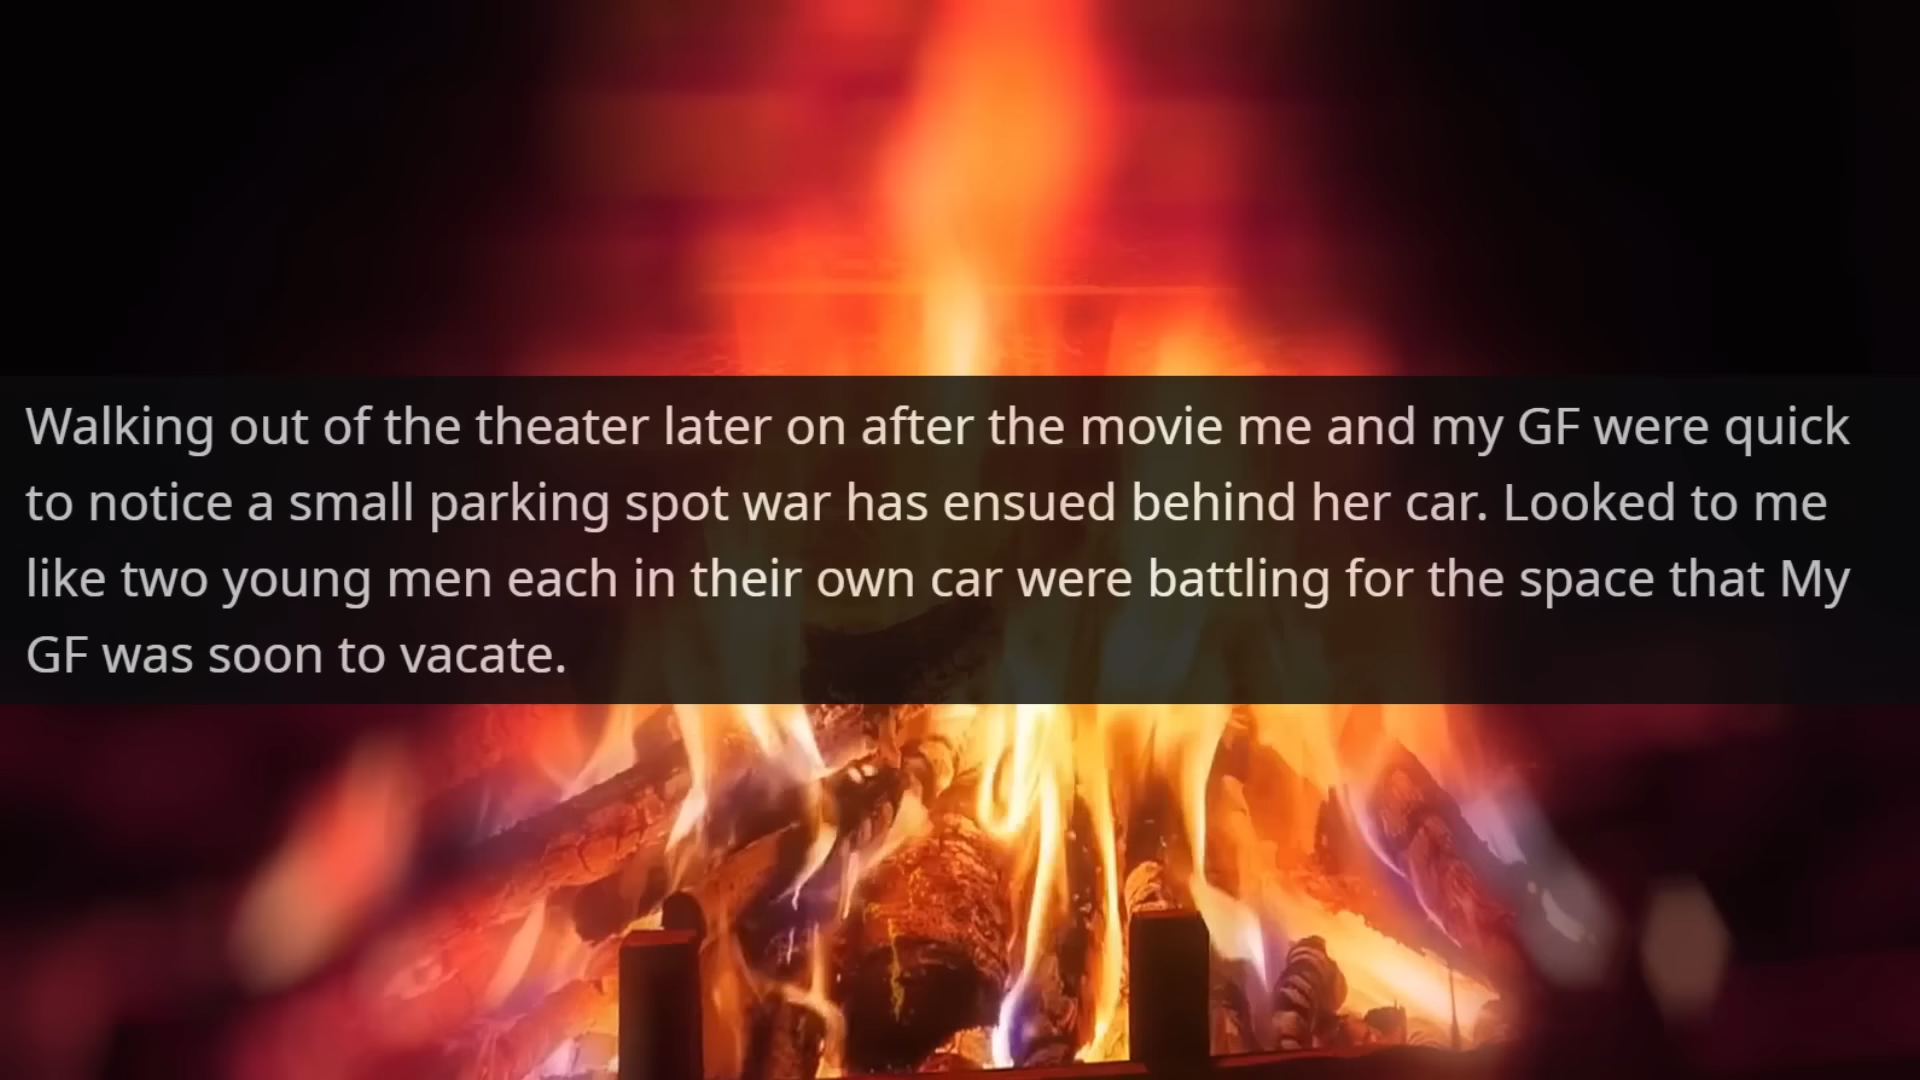 Walking out of the theater later on after the movie me and my GF were quick
to notice a small parking spot war has ensued behind her car. Looked to me
like two young men each in their own car were battling for the space that My
GF was soon to vacate.